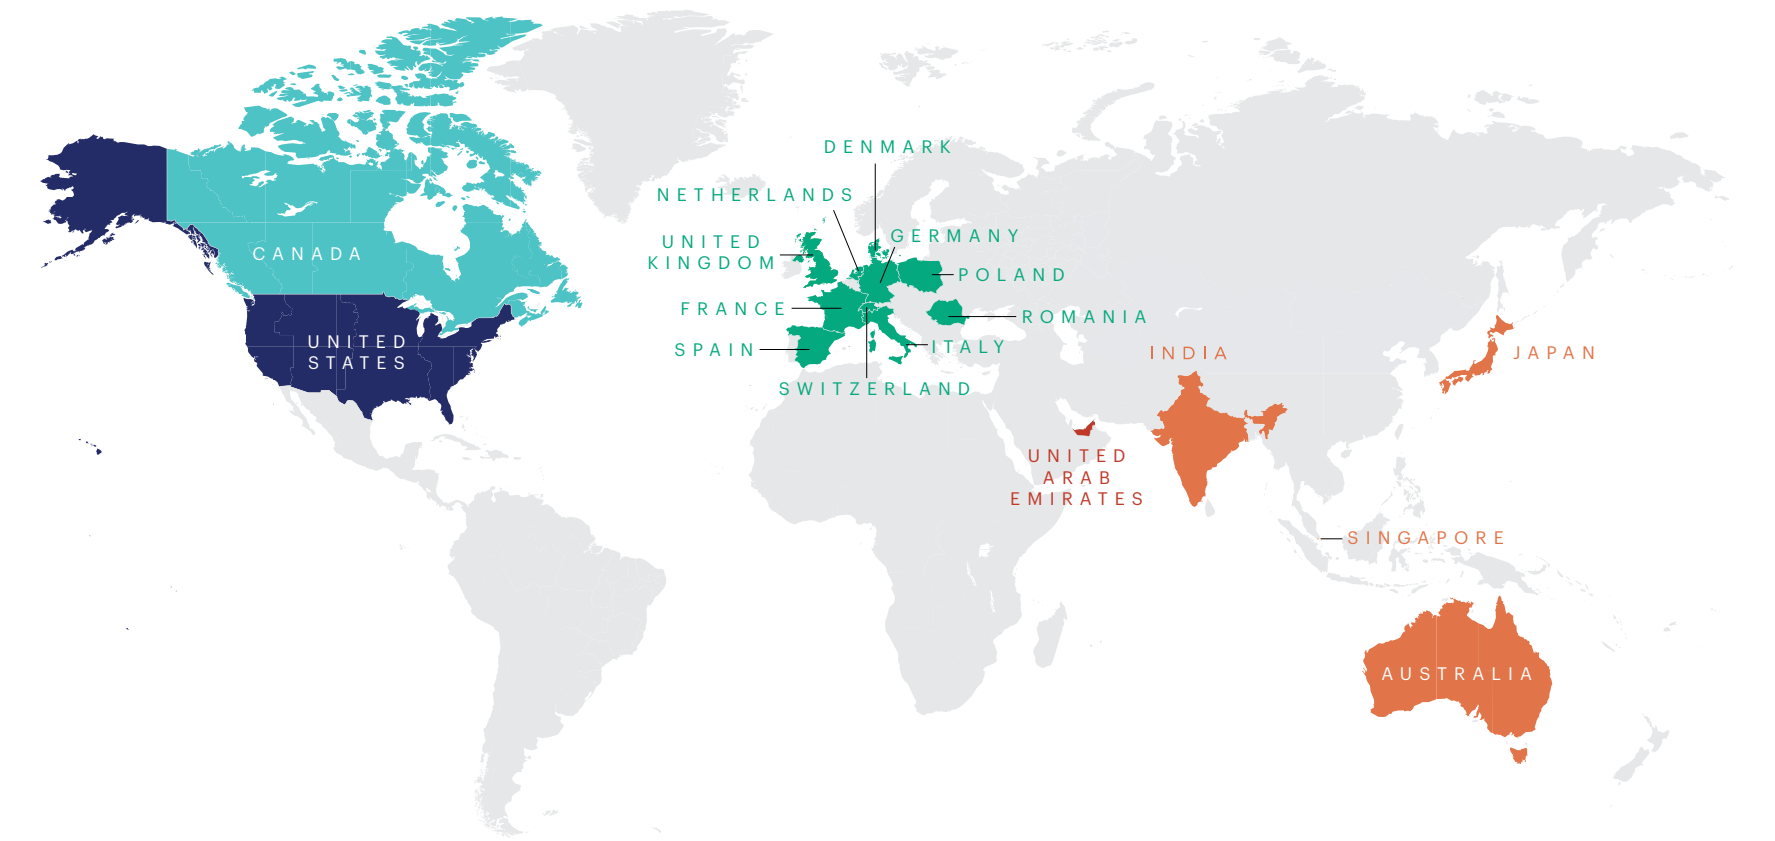 DENMARK
NETHERLANDS
UNITED
KINGDOM
GERMANY
CANADA
POLAND
FRANCE
ROMANIA
UNITED
STATES
SPAIN
ITALY
INDIA
JAPAN
SWITZERLAND
UNITED
ARAB
EMIRATES
SINGAPORE
AUSTRALIA